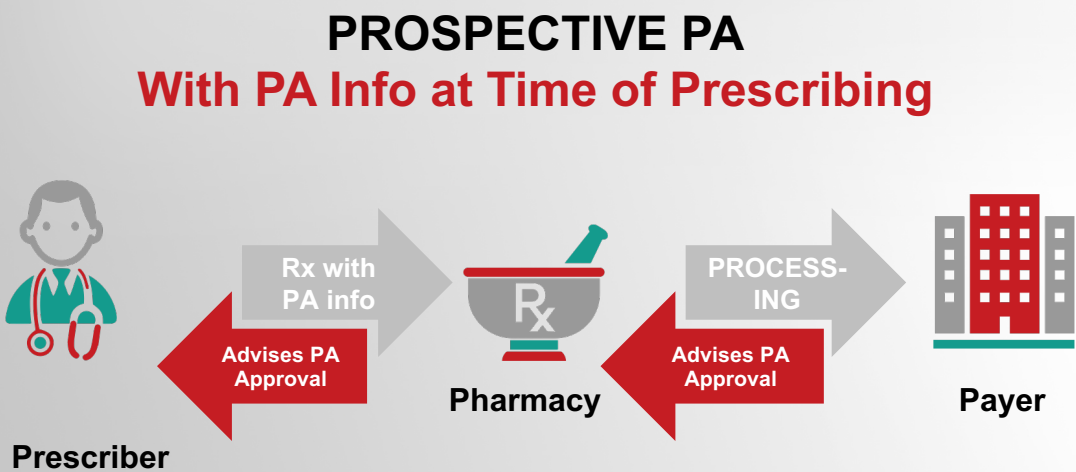 PROSPECTIVE PA
With PA Info at Time of Prescribing
Rx with
PA info
Advises PA
Approval
Rx
Pharmacy
PROCESS-
ING
Advises PA
Approval
Payer
Prescriber